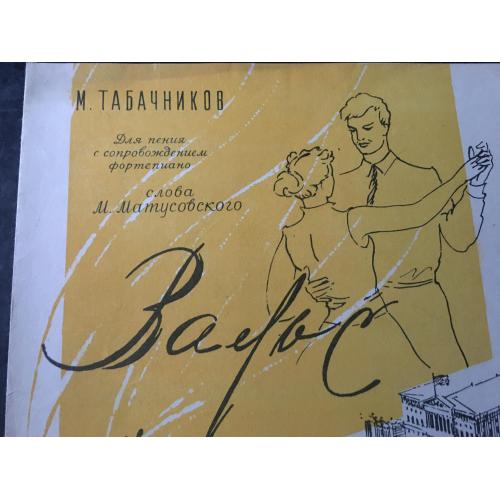 М. ТАБАЧНИКОВ
Для пения
с сопровождением
фортепиано
слова
М. Матусовского
Вальс